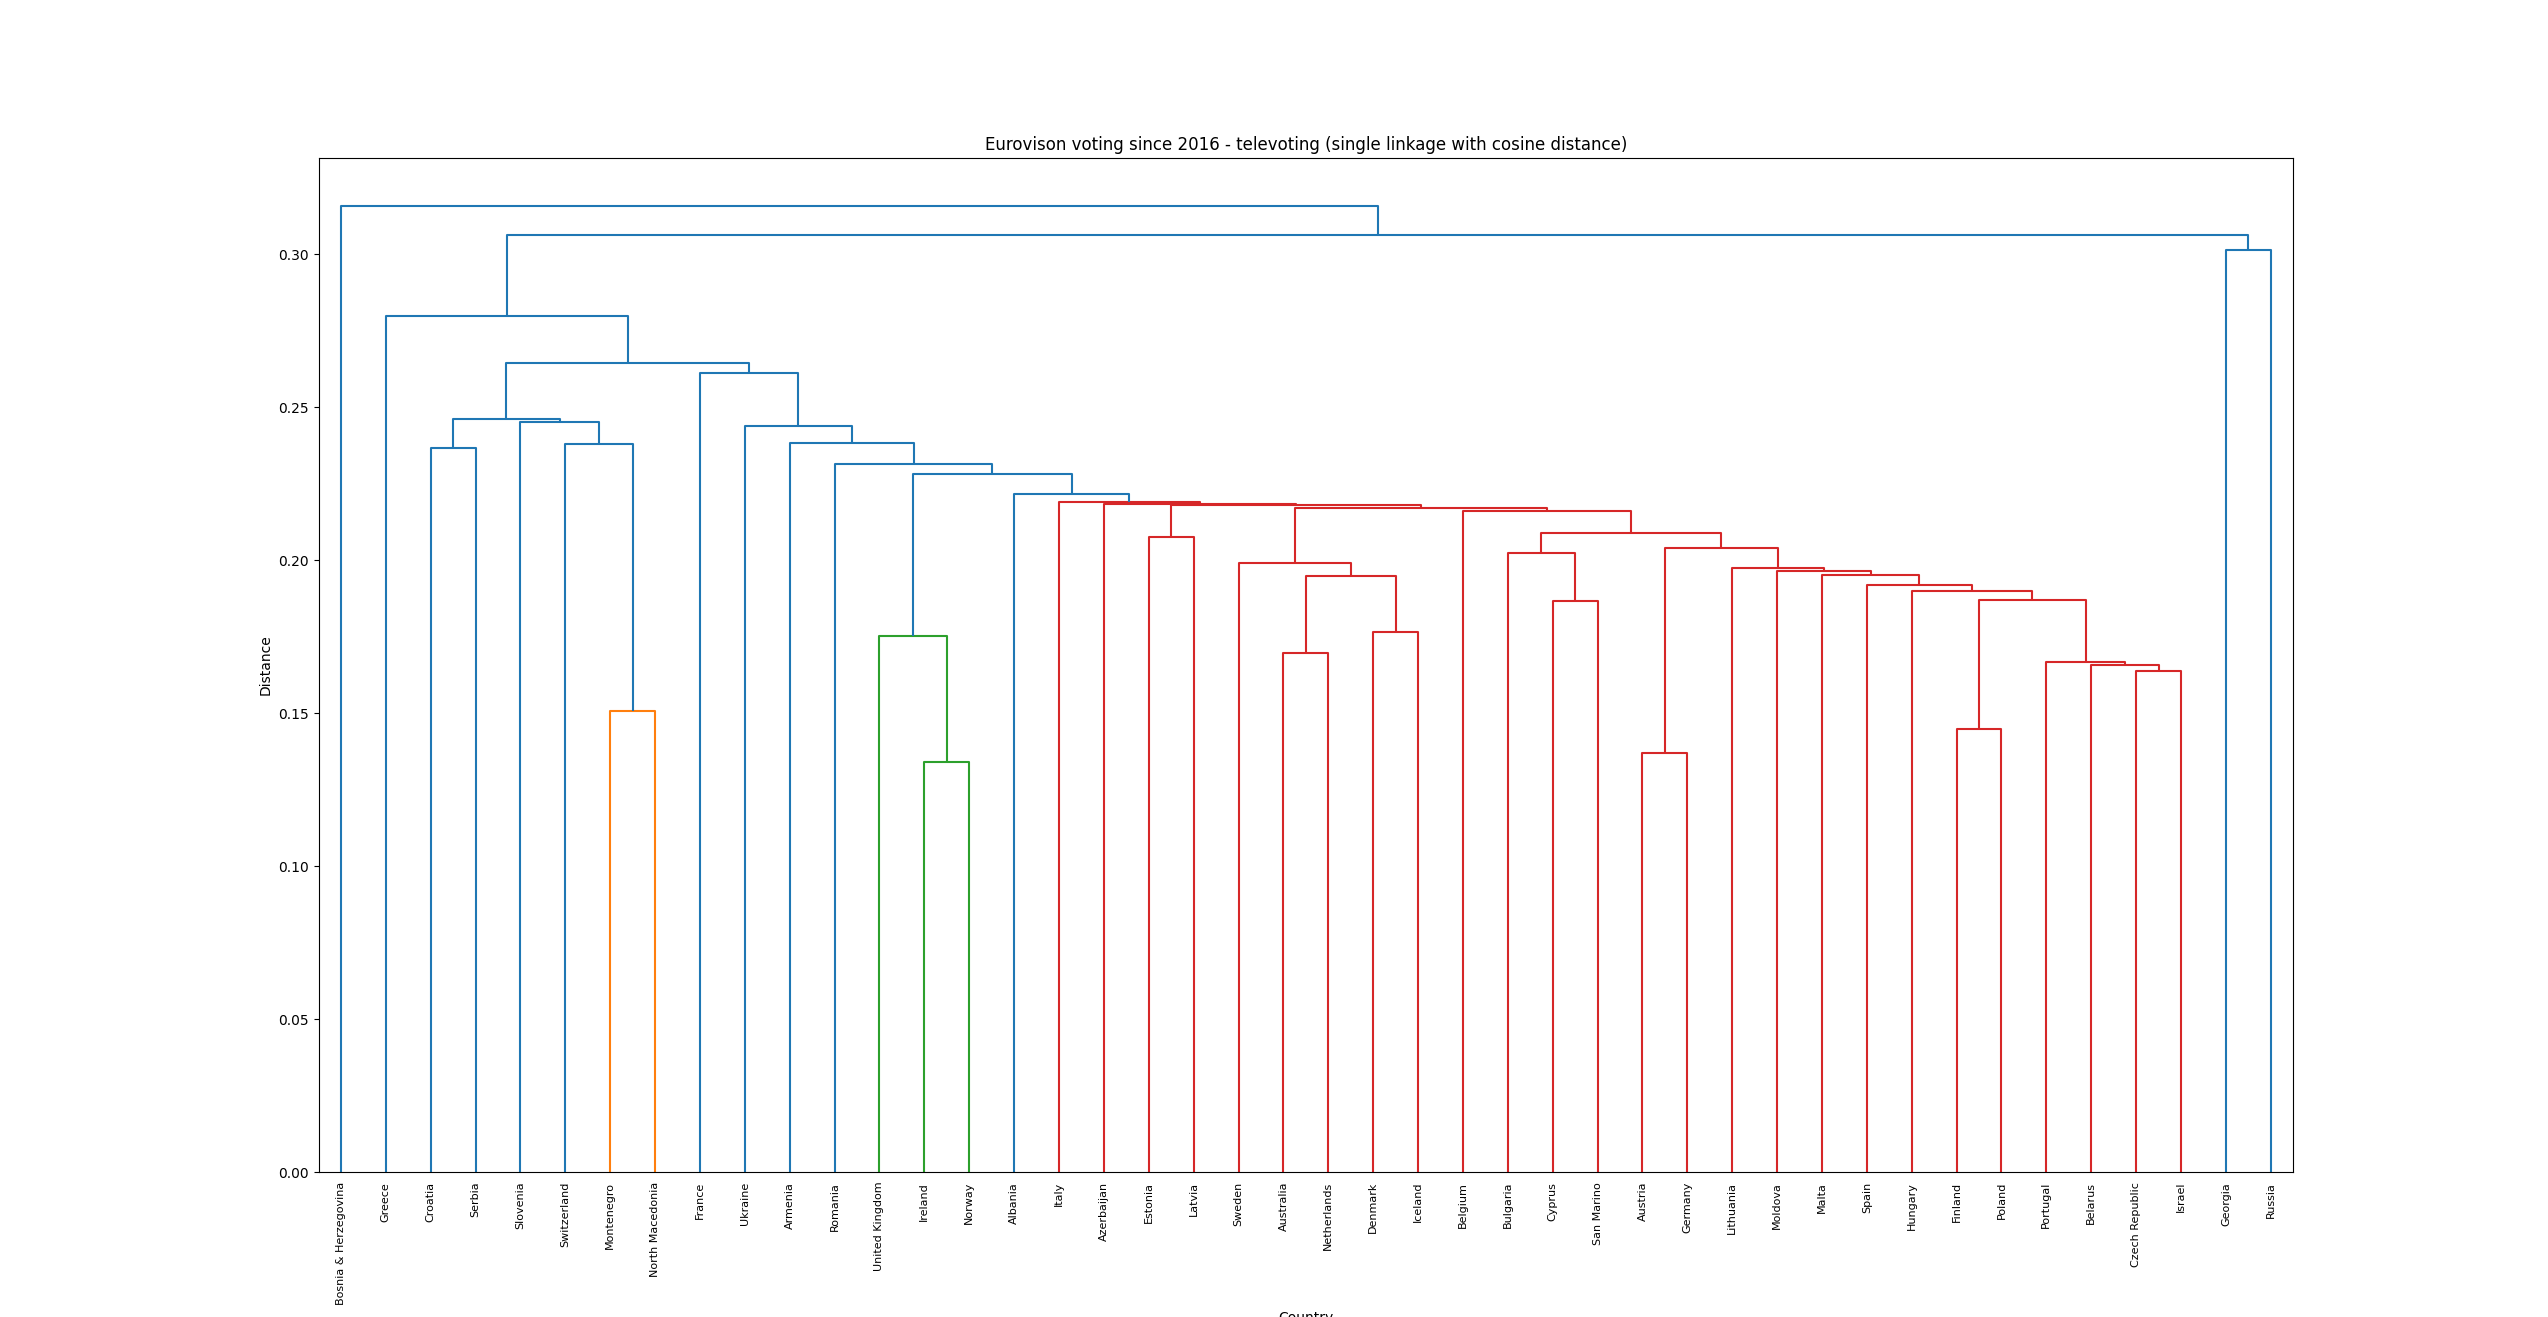 Eurovison voting since 2016 - televoting (single linkage with cosine distance)
0.30
0.25
0.20
0.15
0.10
0.05
0.00
Distance
Bosnia & Herzegovina
Greece
Croatia
Serbia
Slovenia
Switzerland
Montenegro
North Macedonia
France
Ukraine
Armenia
Romania
United Kingdom
Ireland
Norway
Albania
Italy
Azerbaijan
Estonia
Latvia
Sweden
Australia
Netherlands
Denmark
Iceland
Belgium
Bulgaria
Cyprus
San Marino
Austria
Germany
Lithuania
Moldova
Malta
Spain
Hungary
Finland
Poland
Portugal
Belarus
Czech Republic
Israel
Georgia
Russia
Country